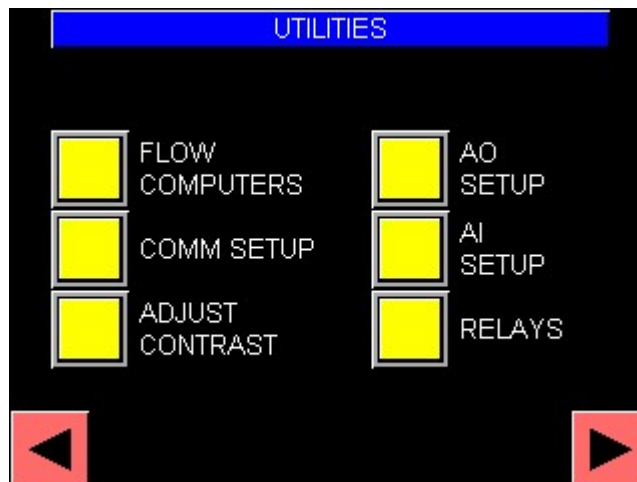 UTILITIES
FLOW
COMPUTERS
COMM SETUP
ADJUST
CONTRAST
AO
SETUP
AI
SETUP
RELAYS